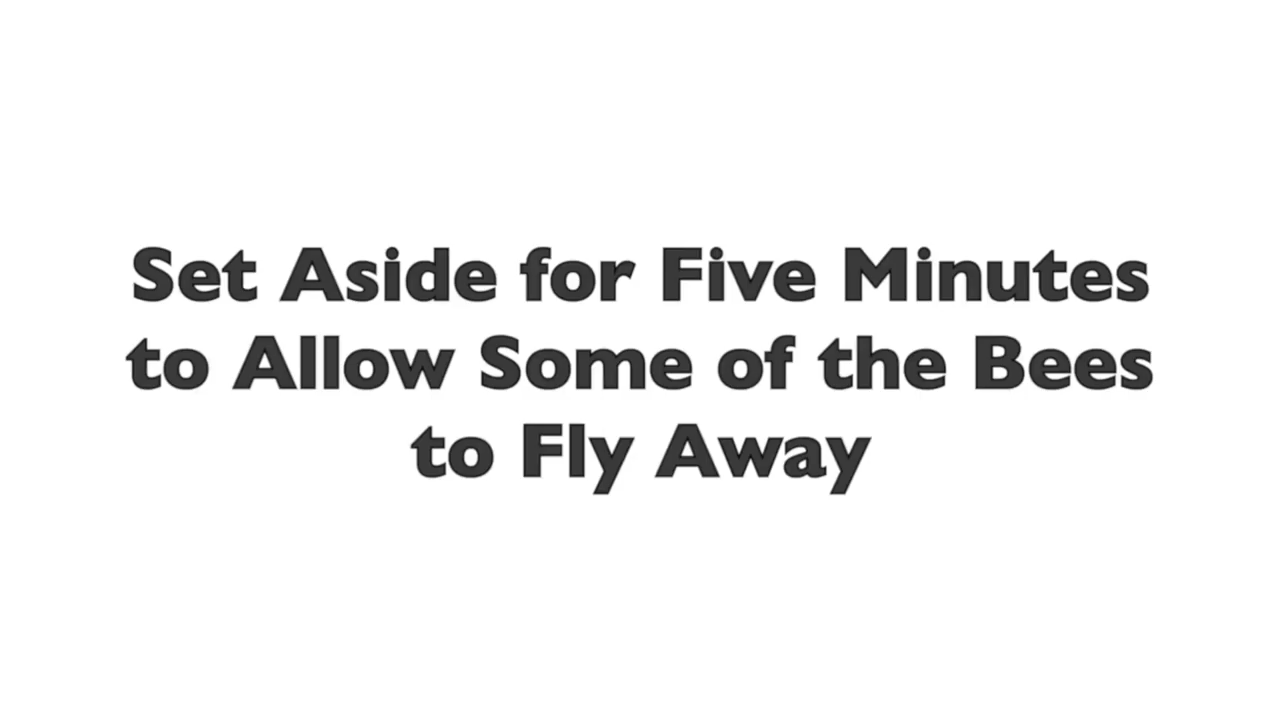 Set Aside for Five Minutes
to Allow Some of the Bees
to Fly Away